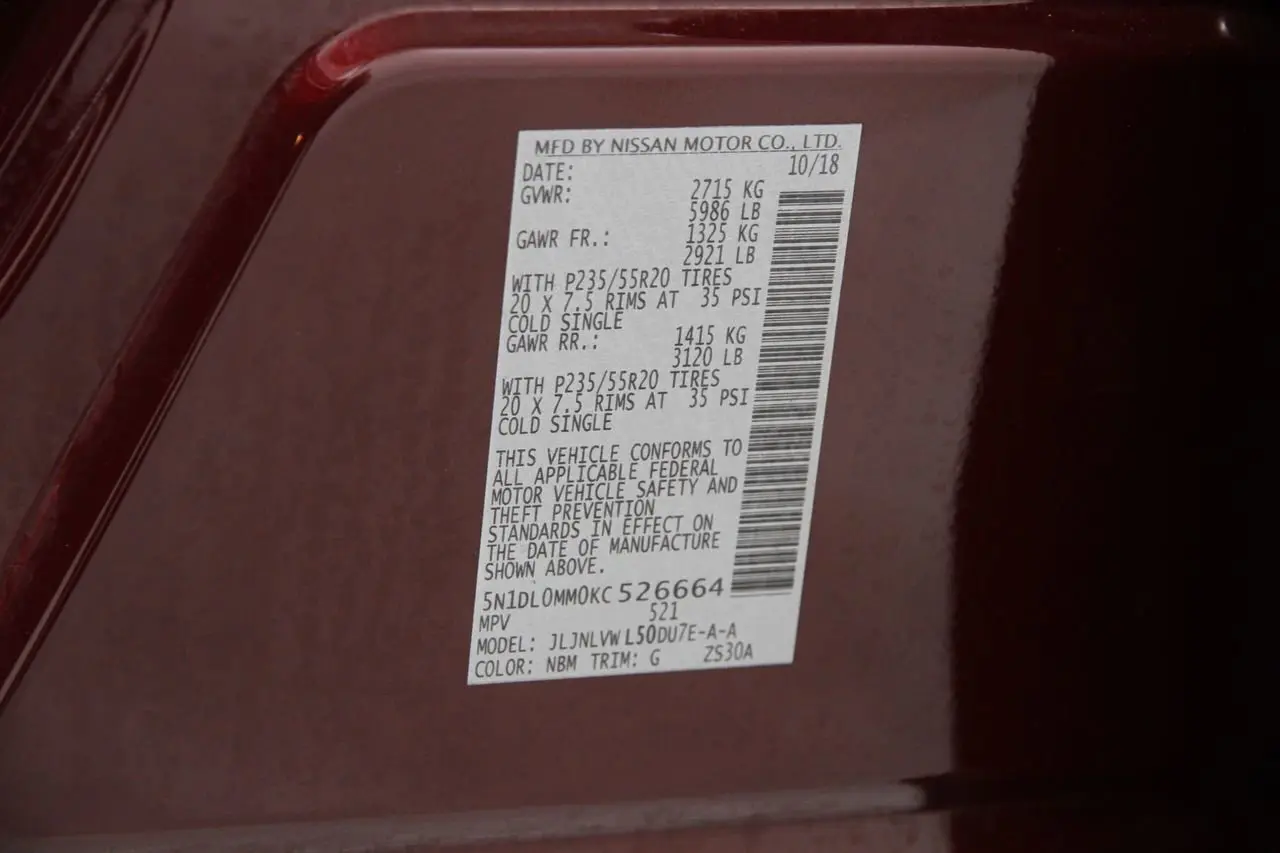 MFD BY NISSAN MOTOR CO., LTD.
DATE: 10/18
GVWR: 2715 KG
5986 LB
GAWR FR.: 1325 KG
2921 LB
WITH P235/55R20 TIRES
20 X 7.5 RIMS AT 35 PSI
COLD SINGLE
GAWR RR.: 1415 KG
3120 LB
WITH P235/55R20 TIRES
20 X 7.5 RIMS AT 35 PSI
COLD SINGLE
THIS VEHICLE CONFORMS TO
ALL APPLICABLE FEDERAL
MOTOR VEHICLE SAFETY AND
THEFT PREVENTION
STANDARDS IN EFFECT ON
THE DATE OF MANUFACTURE
SHOWN ABOVE.
5N1DL0MM0KC526664
MPV 521
MODEL: JLJNLVWL50DU7E-A-A
COLOR: NBM TRIM: G ZS30A